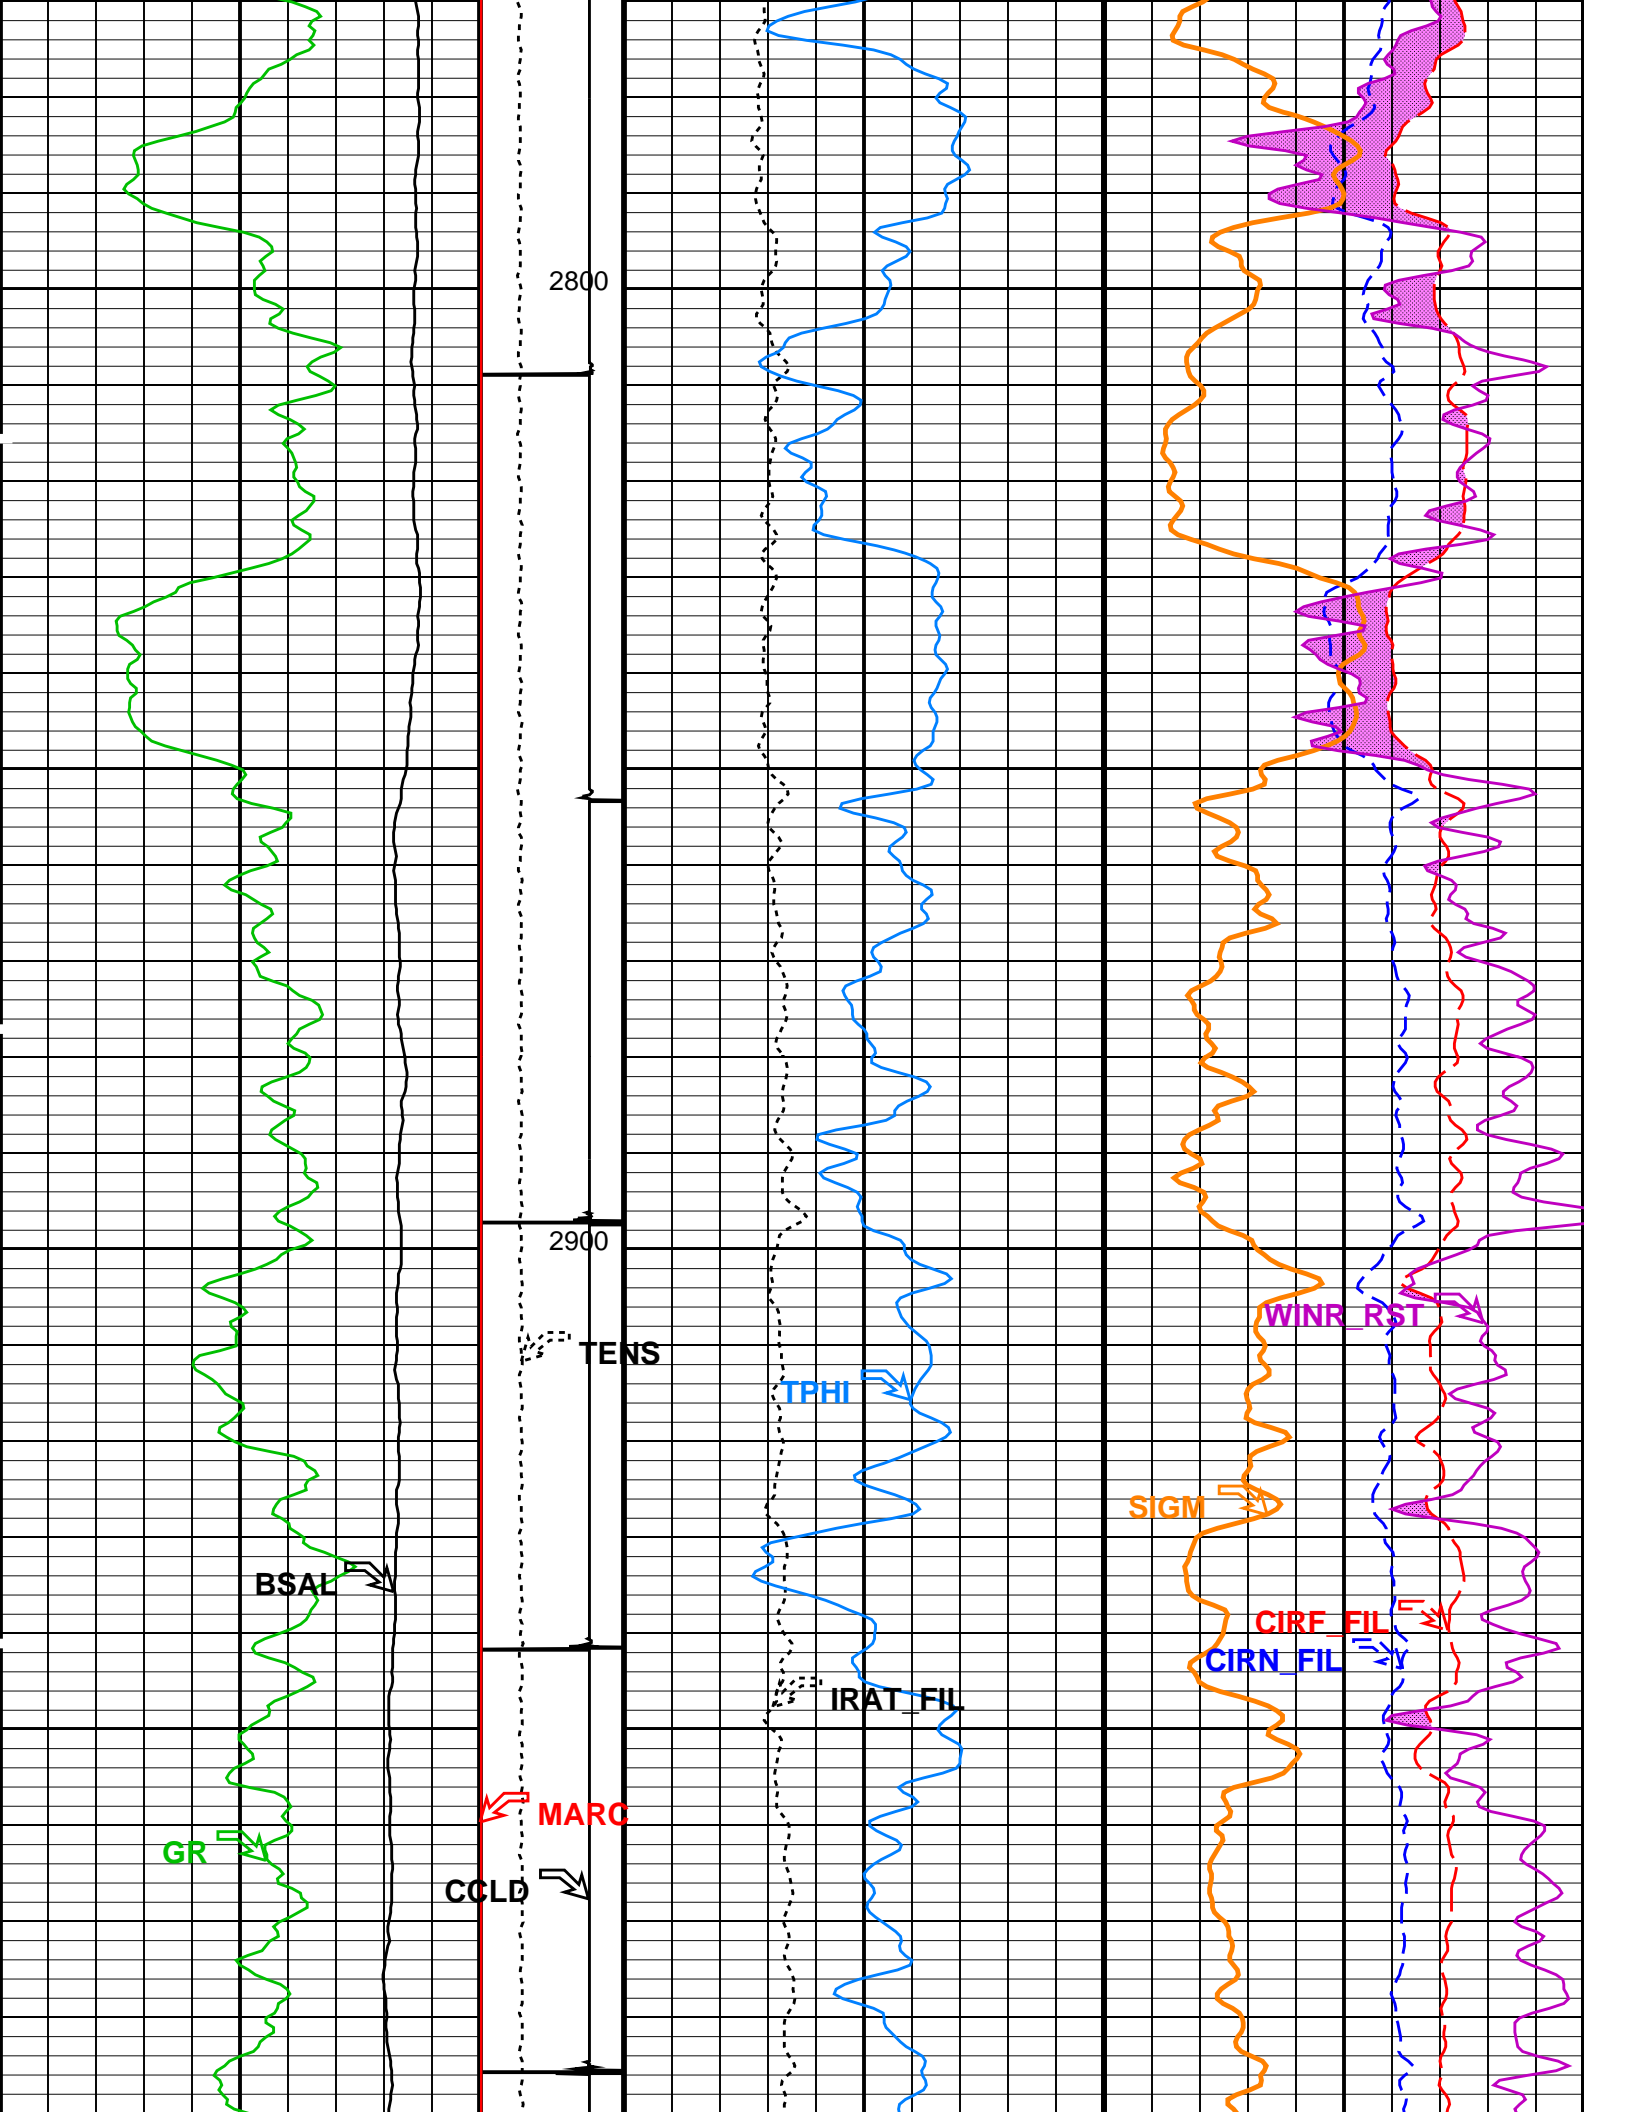 2800
2900
WINR_RST
TENS
TPHI
SIGM
BSAL
CIRF_FIL
CIRN_FIL
IRAT_FIL
MARC
GR
CCLD